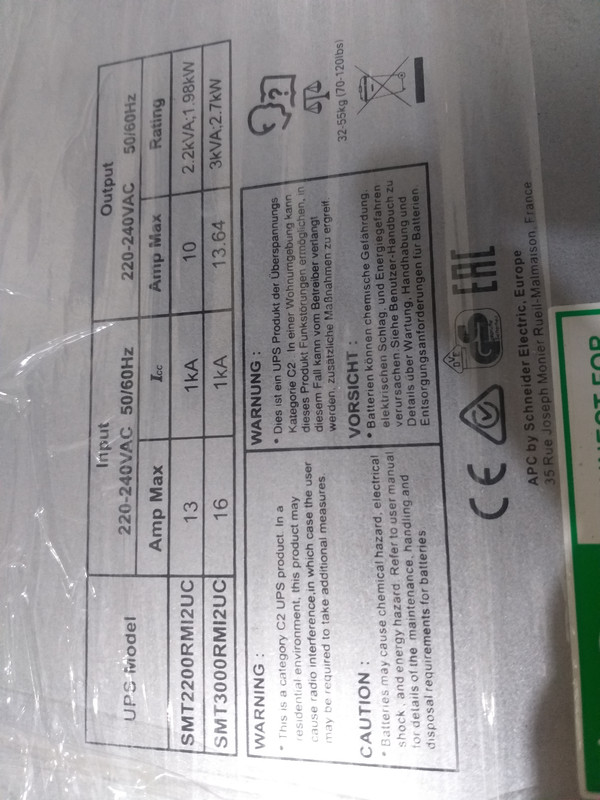 UPS Model Input Output
220-240VAC 50/60Hz 220-240VAC 50/60Hz
Amp Max Icc Amp Max Rating
SMT2200RMI2UC 13 1kA 10 2.2kVA;1.98kW
SMT3000RMI2UC 16 1kA 13.64 3kVA;2.7kW
WARNING :
* This is a category C2 UPS product. In a
residential environment, this product may
cause radio interference,in which case the user
may be required to take additional measures.
CAUTION :
* Batteries may cause chemical hazard, electrical
shock, and energy hazard. Refer to user manual
for details of the maintenance, handling and
disposal requirements for batteries
WARNUNG :
* Dies ist ein UPS Produkt der Überspannungs
Kategorie C2. In einer Wohnumgebung kann
dieses Produkt Funkstörungen ermöglichen, in
diesem Fall kann vom Betreiber verlangt
werden, zusätzliche Maßnahmen zu ergreif.
VORSICHT :
* Batterien können chemische Gefährdung,
elektrischen Schlag, und Energiegefahren
verursachen.Siehe Benutzer-Handbuch zu
Details über Wartung, Handhabung und
Entsorgungsanforderungen für Batterien.
?
32-55kg (70-120lbs)
CE GS EAC
APC by Schneider Electric, Europe
35 Rue Joseph Monier Rueil-Malmaison, France
FOR